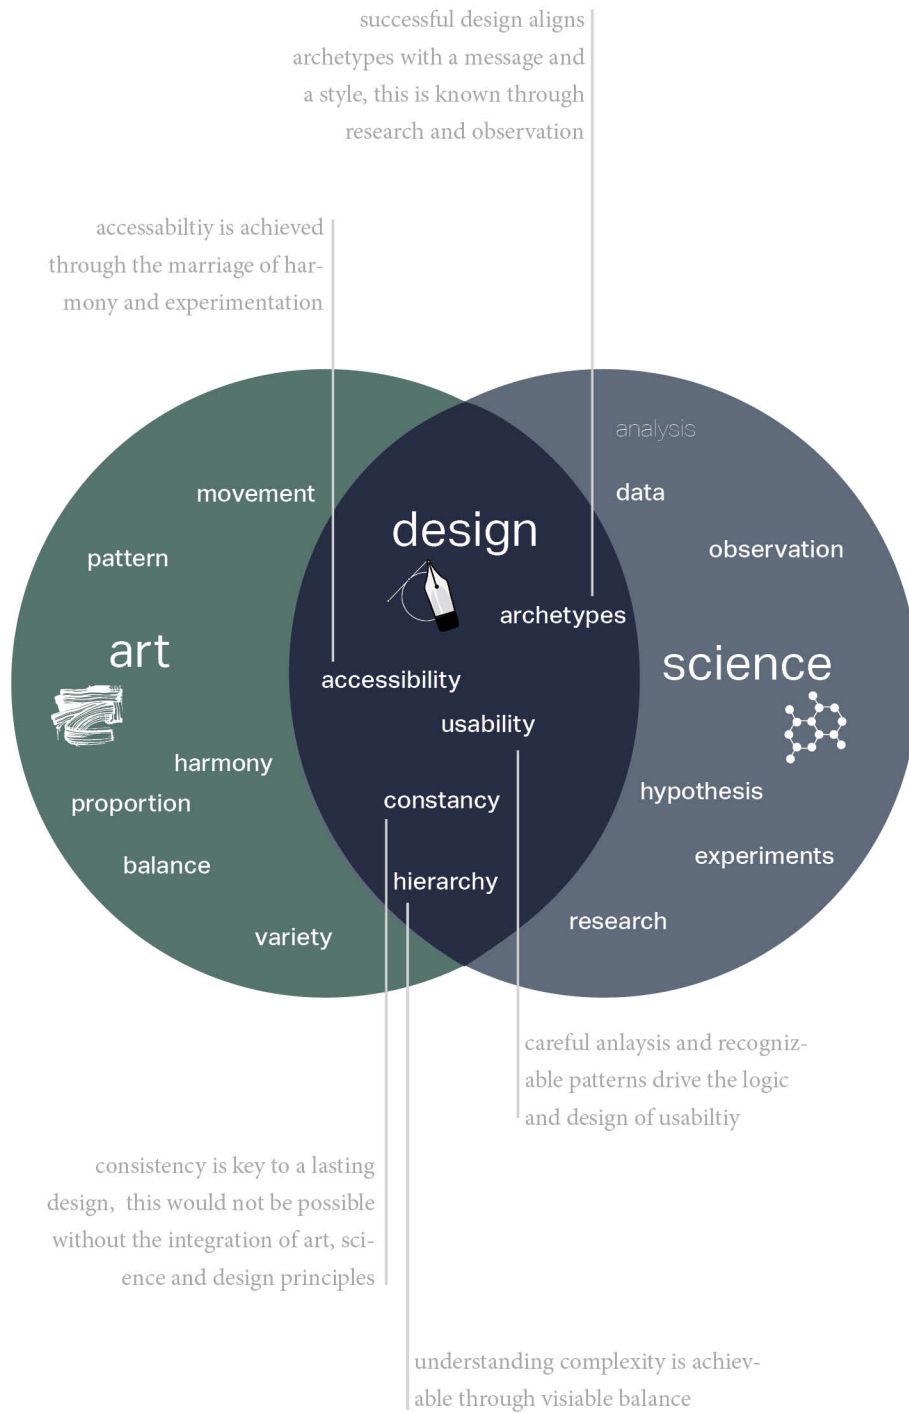 successful design aligns
archetypes with a message and
a style, this is known through
research and observation
accessabiltiy is achieved
through the marriage of har-
mony and experimentation
analysis
movement
data
design
pattern
observation
archetypes
art
science
accessibility
usability
harmony
hypothesis
proportion
constancy
balance
experiments
hierarchy
variety
research
careful anlaysis and recogniz-
able patterns drive the logic
and design of usabiltiy
consistency is key to a lasting
design, this would not be possible
without the integration of art, sci-
ence and design principles
understanding complexity is achiev-
able through visiable balance